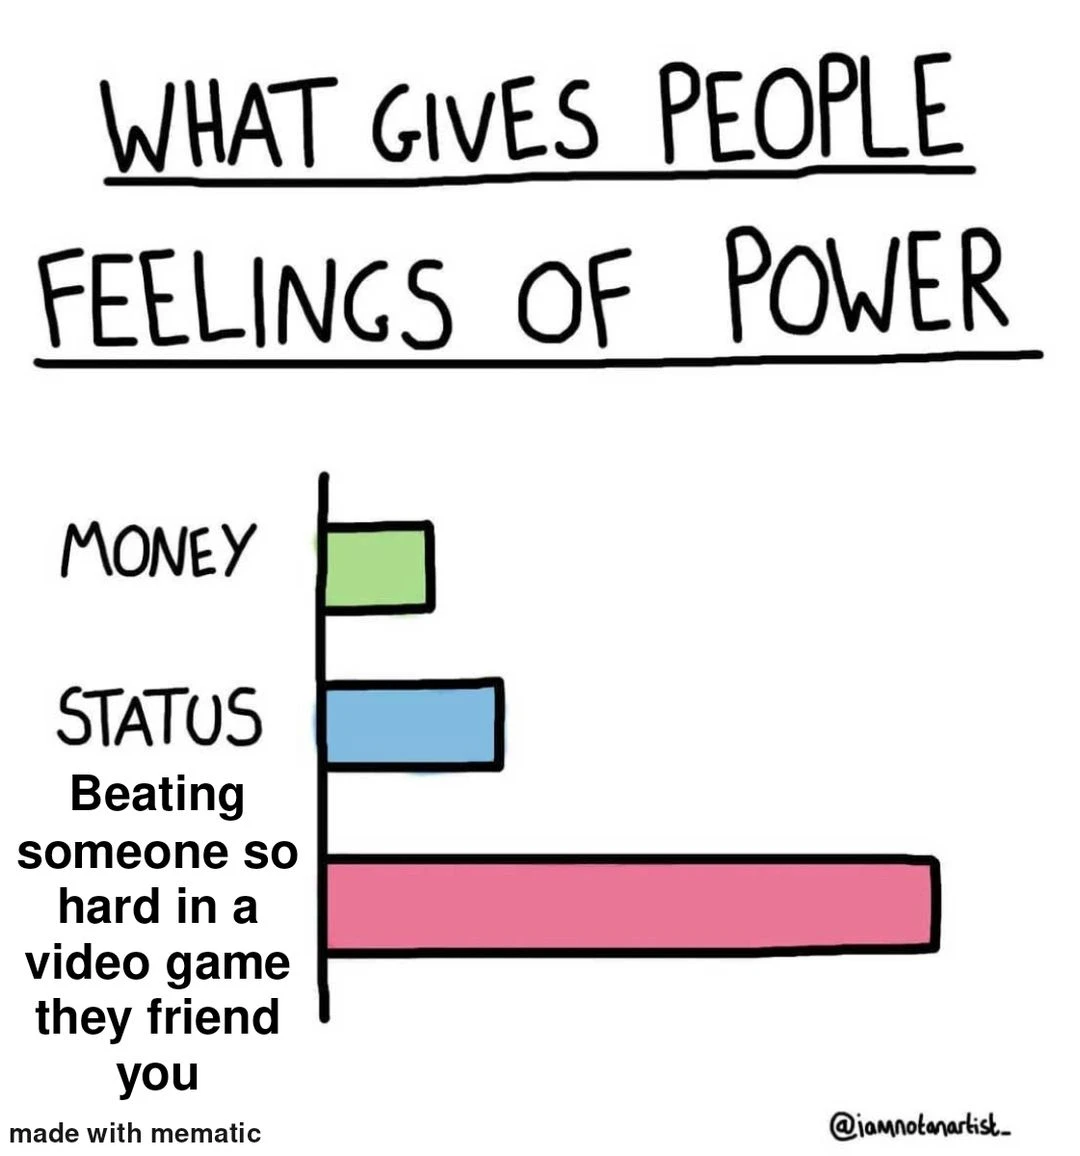 WHAT GIVES PEOPLE
FEELINGS OF POWER
MONEY
STATUS
Beating
someone so
hard in a
video game
they friend
you
made with mematic
@iamnotanartist_